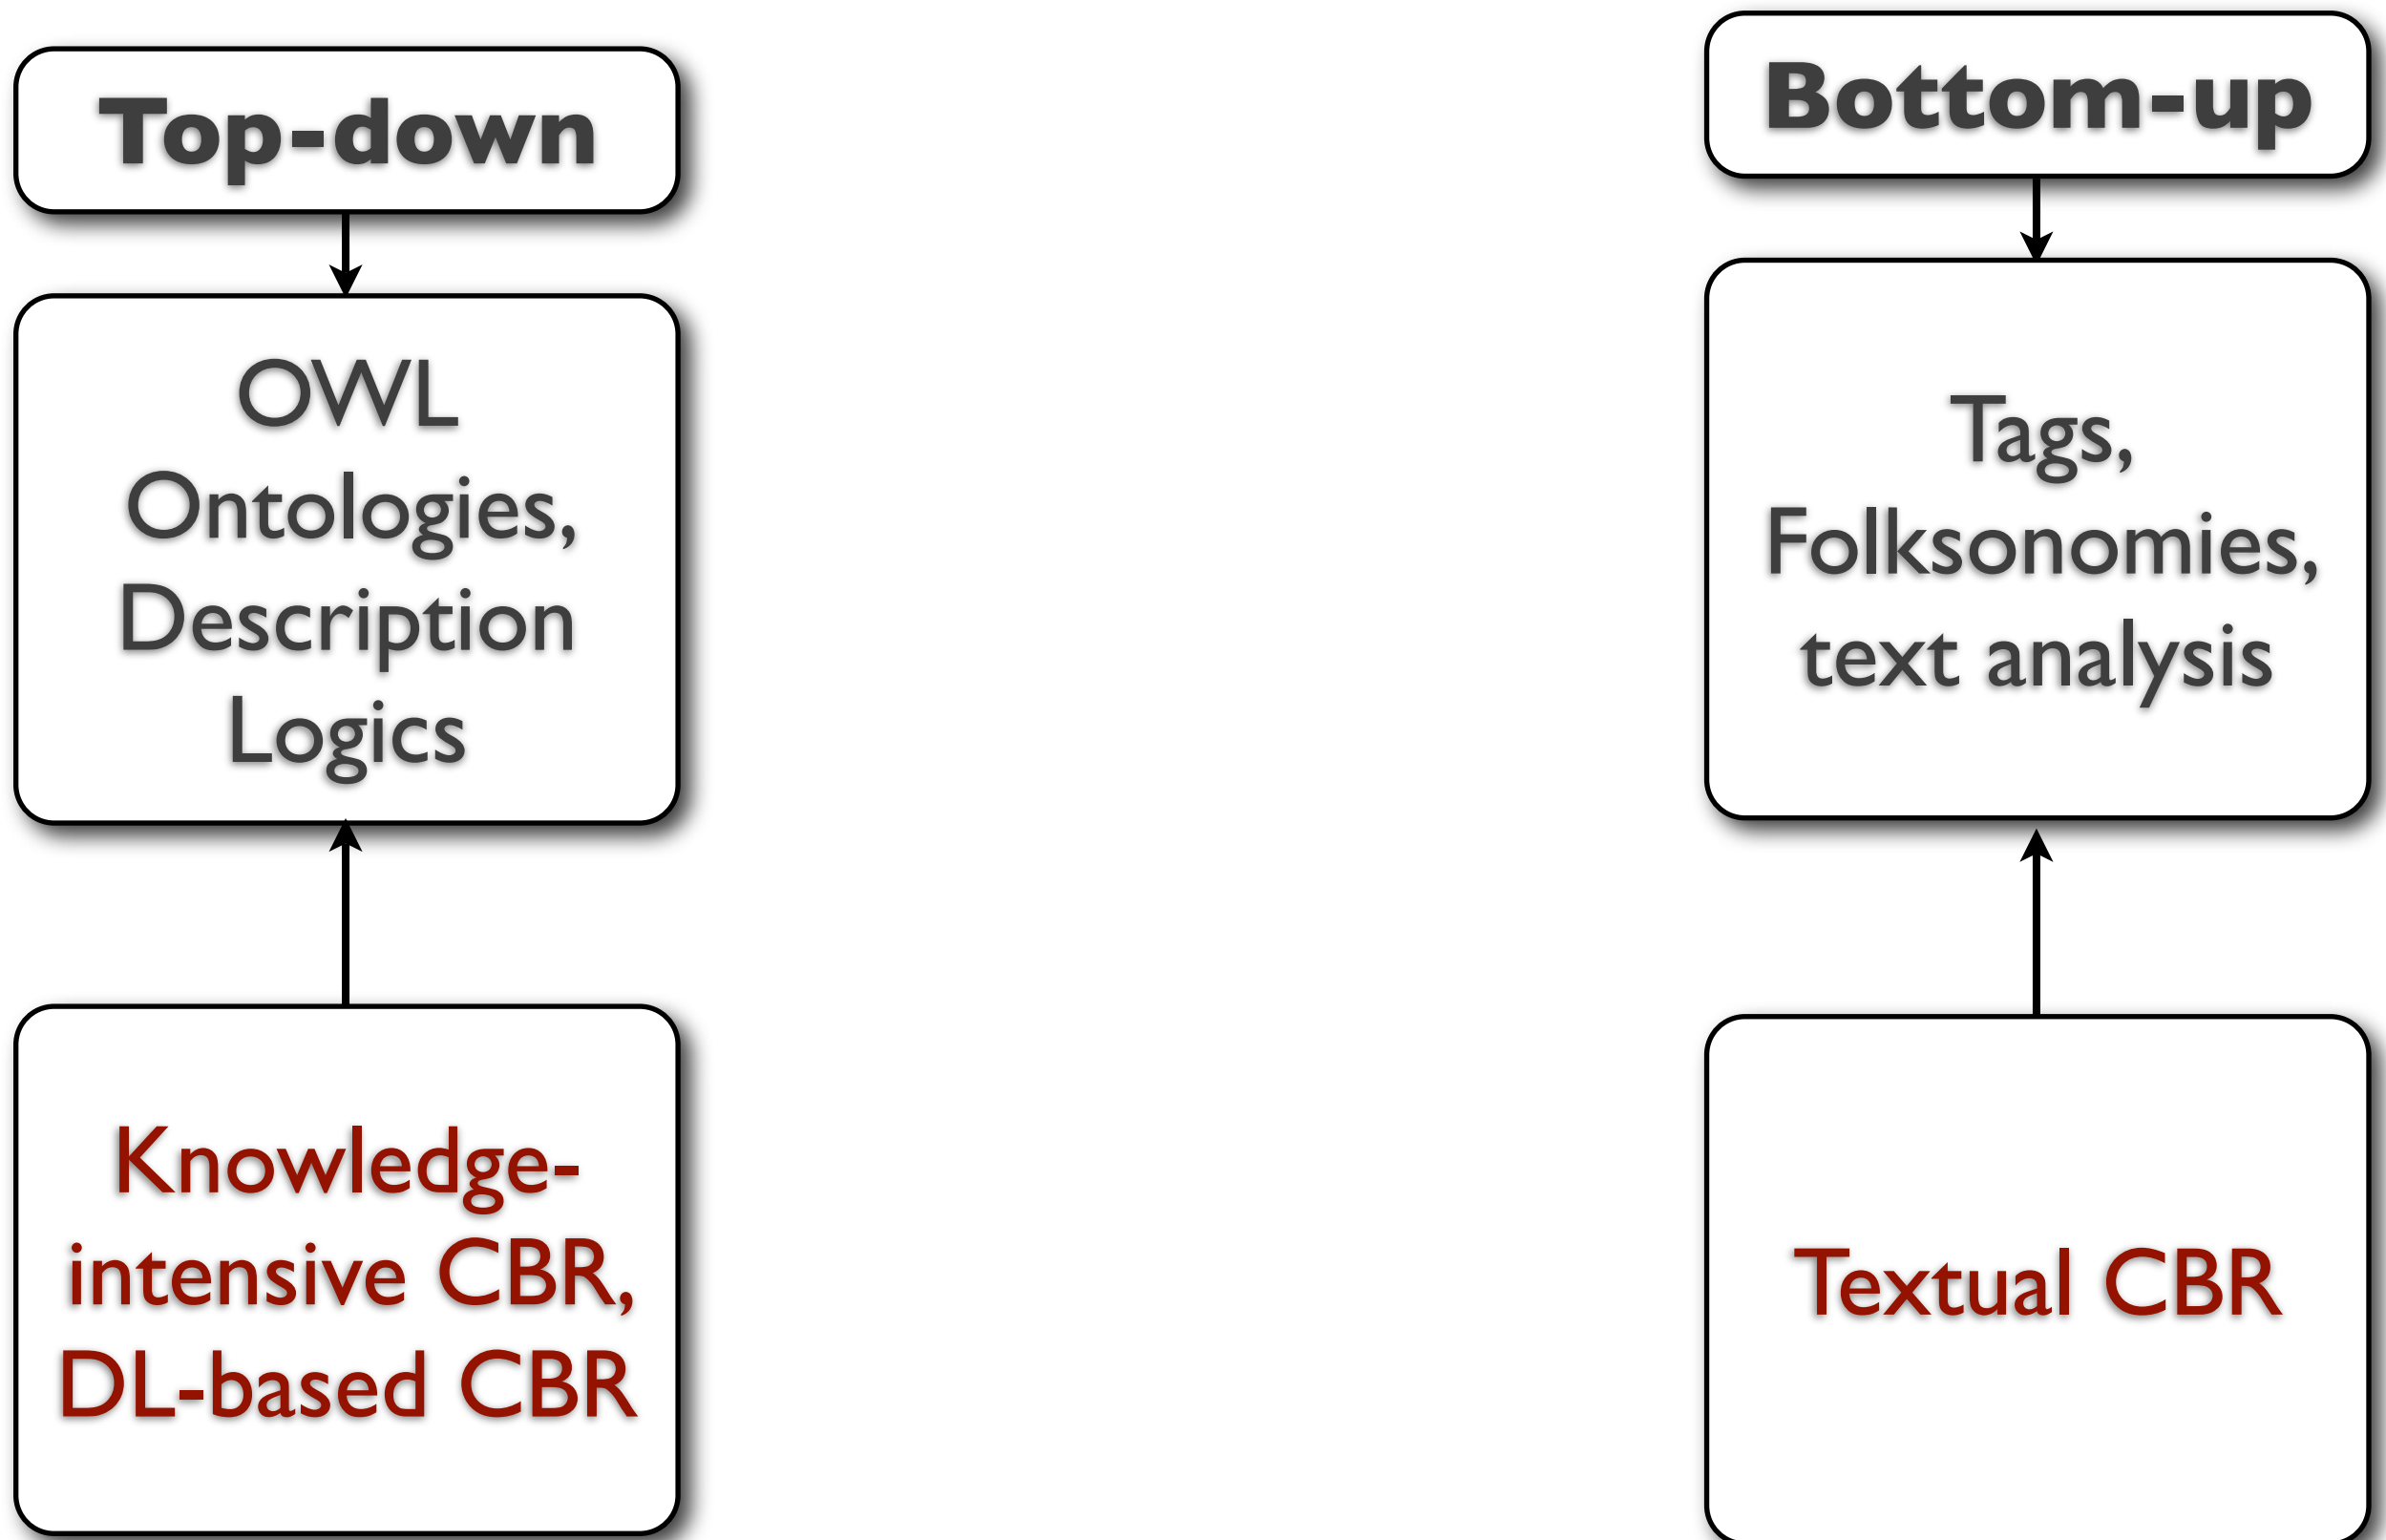 Top-down
OWL
Ontologies,
Description
Logics
Knowledge-
intensive CBR,
DL-based CBR
Bottom-up
Tags,
Folksonomies,
text analysis
Textual CBR